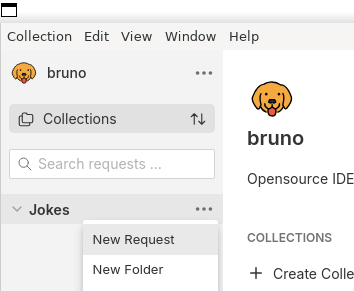 Collection Edit View Window Help
bruno
Collections
Search requests ...
Jokes
New Request
New Folder
bruno
Opensource IDE
COLLECTIONS
+ Create Colle